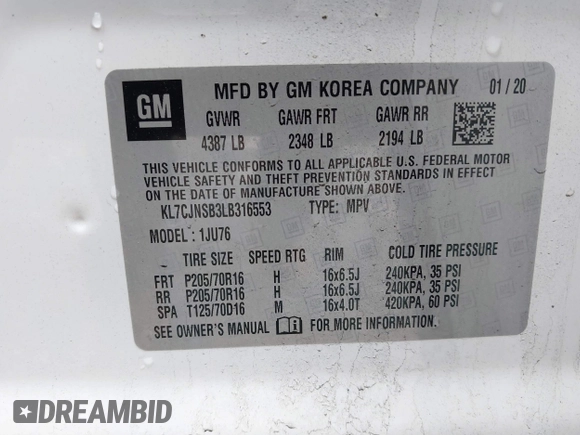 GM
MFD BY GM KOREA COMPANY 01/20
GVWR GAWR FRT GAWR RR
4387 LB 2348 LB 2194 LB
THIS VEHICLE CONFORMS TO ALL APPLICABLE U.S. FEDERAL MOTOR
VEHICLE SAFETY AND THEFT PREVENTION STANDARDS IN EFFECT
ON THE DATE OF MANUFACTURE SHOWN ABOVE.
KL7CJNSB3LB316553 TYPE: MPV
MODEL: 1JU76
TIRE SIZE SPEED RTG RIM COLD TIRE PRESSURE
FRT P205/70R16 H 16x6.5J 240KPA, 35 PSI
RR P205/70R16 H 16x6.5J 240KPA, 35 PSI
SPA T125/70D16 M 16x4.0T 420KPA, 60 PSI
SEE OWNER'S MANUAL FOR MORE INFORMATION.
DREAMBID